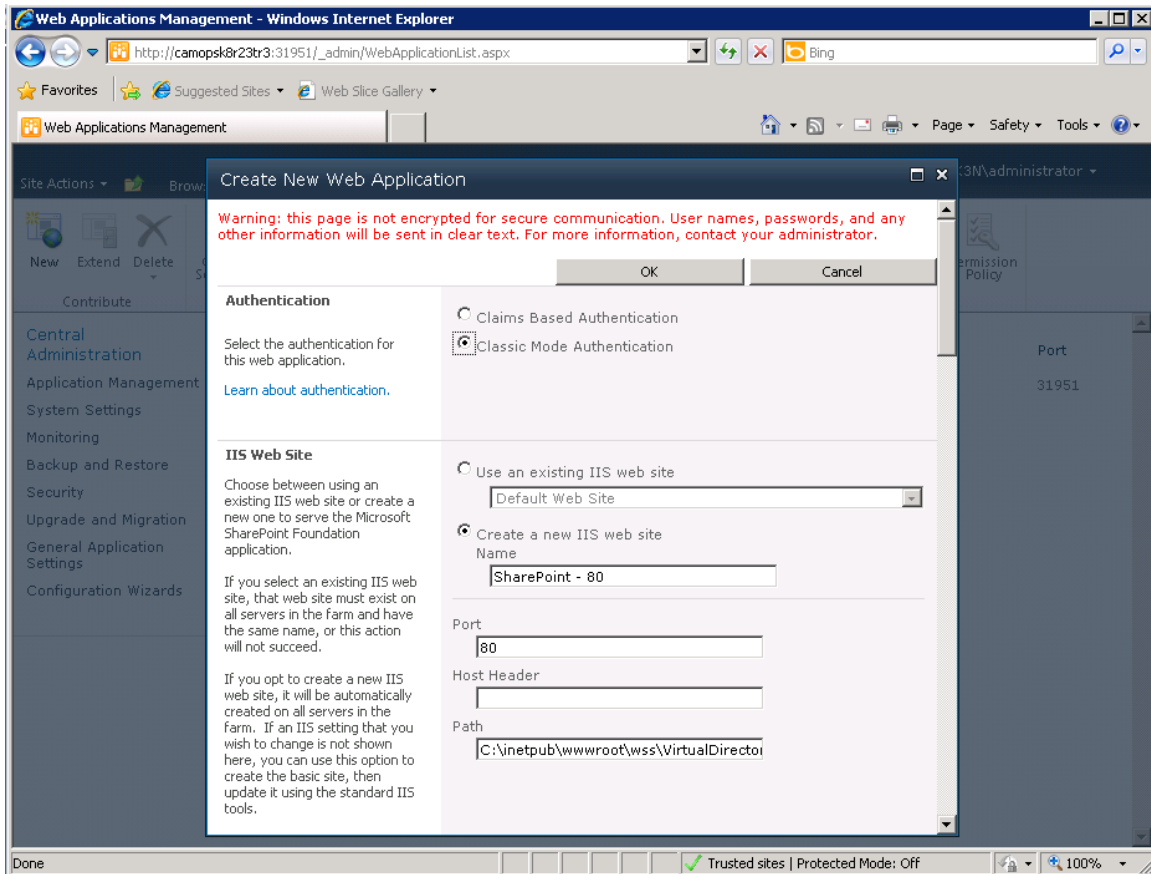 Web Applications Management - Windows Internet Explorer
http://camopsk8r23tr3:31951/_admin/WebApplicationList.aspx
Bing
Favorites
Suggested Sites
Web Slice Gallery
Web Applications Management
Page
Safety
Tools
Site Actions
Brow
Create New Web Application
3N\administrator
Warning: this page is not encrypted for secure communication. User names, passwords, and any
other information will be sent in clear text. For more information, contact your administrator.
New
Extend
Delete
ermission
Policy
Contribute
OK
Cancel
Central
Administration
Application Management
System Settings
Monitoring
Backup and Restore
Security
Upgrade and Migration
General Application
Settings
Configuration Wizards
Authentication
Select the authentication for
this web application.
Learn about authentication.
Claims Based Authentication
Classic Mode Authentication
Port
31951
IIS Web Site
Choose between using an
existing IIS web site or create a
new one to serve the Microsoft
SharePoint Foundation
application.
If you select an existing IIS web
site, that web site must exist on
all servers in the farm and have
the same name, or this action
will not succeed.
If you opt to create a new IIS
web site, it will be automatically
created on all servers in the
farm. If an IIS setting that you
wish to change is not shown
here, you can use this option to
create the basic site, then
update it using the standard IIS
tools.
Use an existing IIS web site
Default Web Site
Create a new IIS web site
Name
SharePoint - 80
Port
80
Host Header
Path
C:\inetpub\wwwroot\wss\VirtualDirector
Done
Trusted sites | Protected Mode: Off
100%